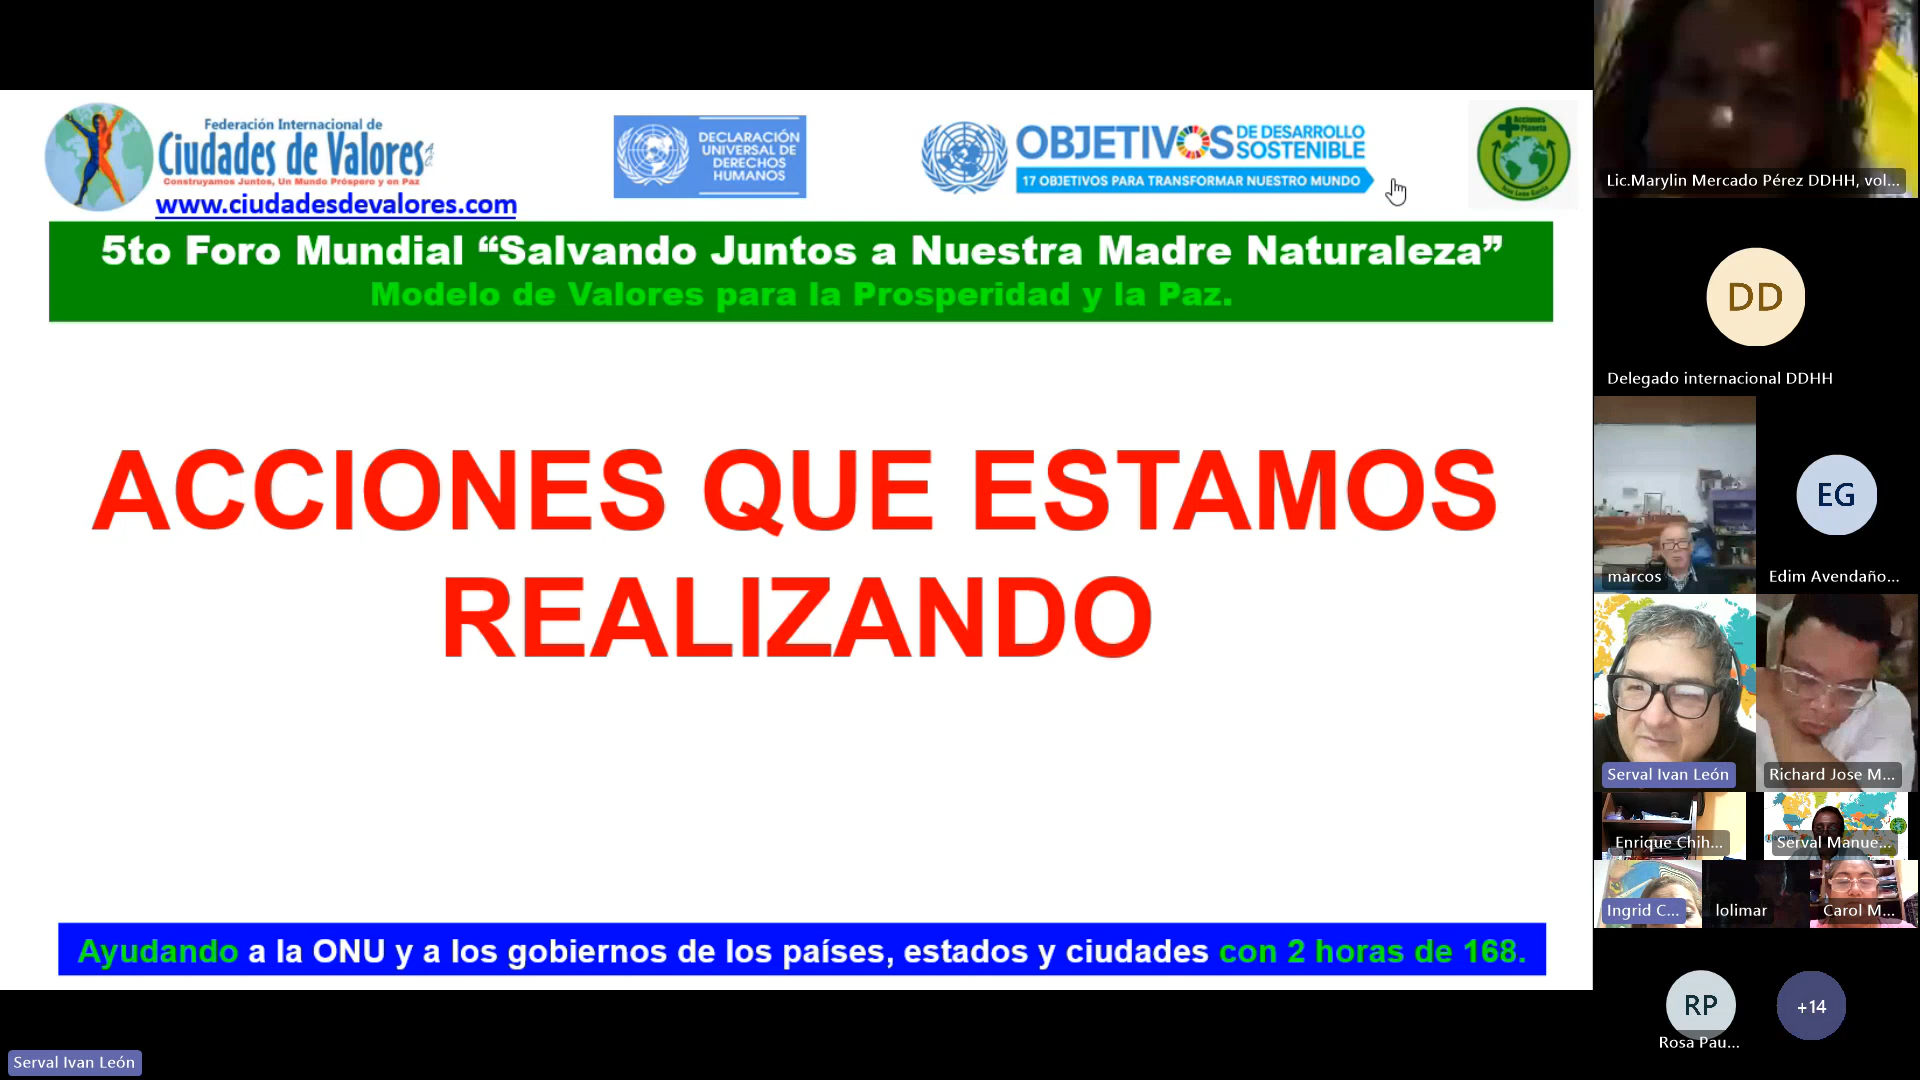 Federación Internacional de
Ciudades de Valores
Construyamos Juntos, Un Mundo Próspero y en Paz
www.ciudadesdevalores.com
DECLARACIÓN
UNIVERSAL DE
DERECHOS
HUMANOS
OBJETIVOS DE DESARROLLO
SOSTENIBLE
17 OBJETIVOS PARA TRANSFORMAR NUESTRO MUNDO
Acciones
Planeta
5to Foro Mundial “Salvando Juntos a Nuestra Madre Naturaleza”
Modelo de Valores para la Prosperidad y la Paz.
ACCIONES QUE ESTAMOS
REALIZANDO
Ayudando a la ONU y a los gobiernos de los países, estados y ciudades con 2 horas de 168.
Serval Ivan León
Lic.Marylin Mercado Pérez DDHH, vol...
DD
Delegado internacional DDHH
marcos
EG
Edim Avendaño...
Serval Ivan León
Richard Jose M...
Enrique Chih...
Serval Manue...
Ingrid C...
lolimar
Carol M...
RP
Rosa Pau...
+14